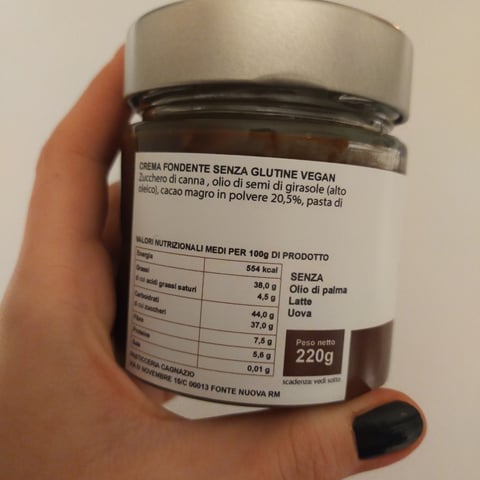 CREMA FONDENTE SENZA GLUTINE VEGAN
Zucchero di canna , olio di semi di girasole (alto
oleico), cacao magro in polvere 20,5%, pasta di
VALORI NUTRIZIONALI MEDI PER 100g DI PRODOTTO
Energia 554 kcal
Grassi 38,0 g
di cui acidi grassi saturi 4,5 g
Carboidrati 44,0 g
di cui zuccheri 37,0 g
Fibre 7,5 g
Proteine 5,6 g
Sale 0,01 g
SENZA
Olio di palma
Latte
Uova
Peso netto
220g
scadenza: vedi sotto
PASTICCERIA CAGNAZIO
VIA IV NOVEMBRE 15/C 00013 FONTE NUOVA RM